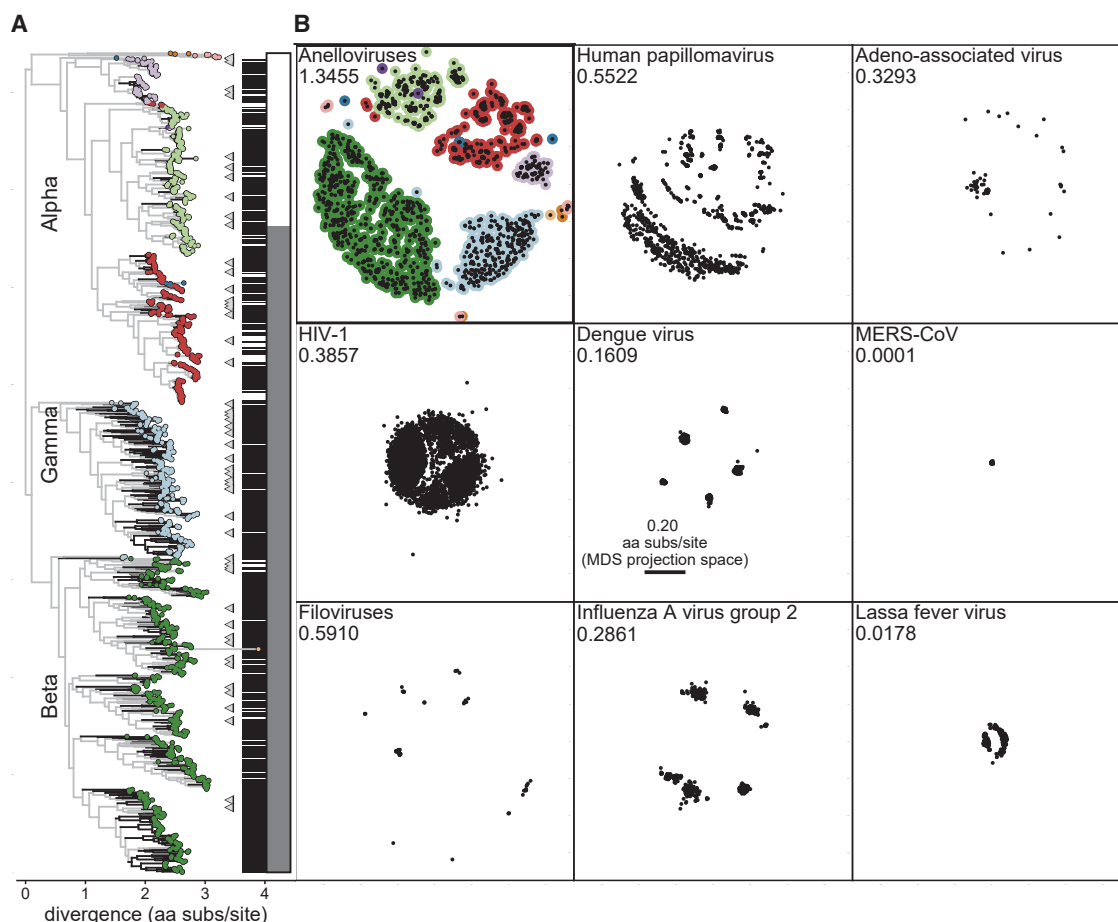 A
B
Alpha
Gamma
Beta
0 1 2 3 4
divergence (aa subs/site)
Anelloviruses
1.3455
Human papillomavirus
0.5522
Adeno-associated virus
0.3293
HIV-1
0.3857
Dengue virus
0.1609
0.20
aa subs/site
(MDS projection space)
MERS-CoV
0.0001
Filoviruses
0.5910
Influenza A virus group 2
0.2861
Lassa fever virus
0.0178